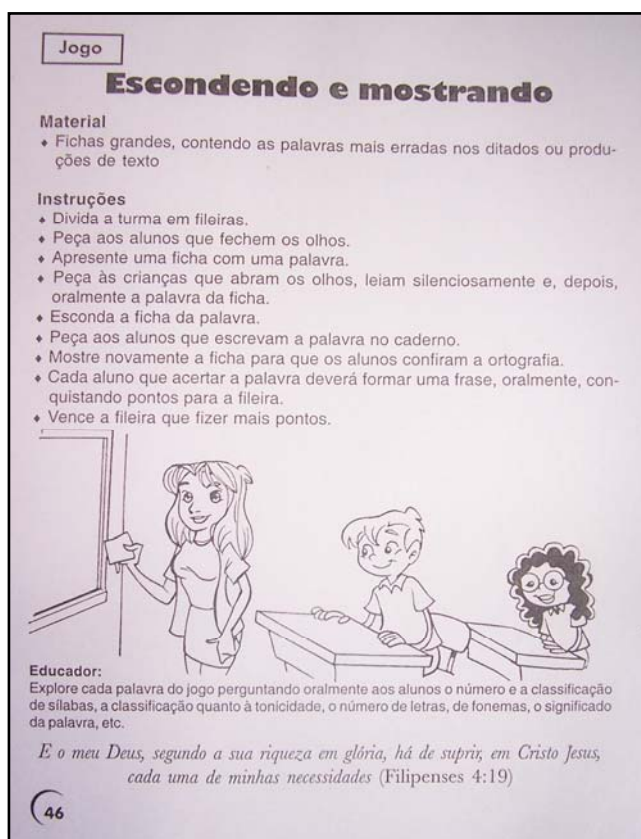 Jogo
Escondendo e mostrando
Material
♦ Fichas grandes, contendo as palavras mais erradas nos ditados ou produ-
ções de texto
Instruções
♦ Divida a turma em fileiras.
♦ Peça aos alunos que fechem os olhos.
♦ Apresente uma ficha com uma palavra.
♦ Peça às crianças que abram os olhos, leiam silenciosamente e, depois,
oralmente a palavra da ficha.
♦ Esconda a ficha da palavra.
♦ Peça aos alunos que escrevam a palavra no caderno.
♦ Mostre novamente a ficha para que os alunos confiram a ortografia.
♦ Cada aluno que acertar a palavra deverá formar uma frase, oralmente, con-
quistando pontos para a fileira.
♦ Vence a fileira que fizer mais pontos.
Educador:
Explore cada palavra do jogo perguntando oralmente aos alunos o número e a classificação
de sílabas, a classificação quanto à tonicidade, o número de letras, de fonemas, o significado
da palavra, etc.
E o meu Deus, segundo a sua riqueza em glória, há de suprir, em Cristo Jesus,
cada uma de minhas necessidades (Filipenses 4:19)
46